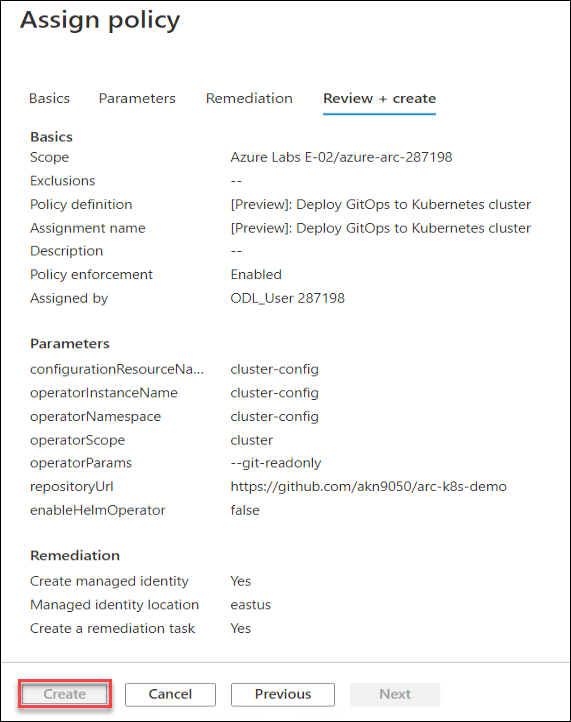 Assign policy
Basics Parameters Remediation Review + create
Basics
Scope Azure Labs E-02/azure-arc-287198
Exclusions --
Policy definition [Preview]: Deploy GitOps to Kubernetes cluster
Assignment name [Preview]: Deploy GitOps to Kubernetes cluster
Description --
Policy enforcement Enabled
Assigned by ODL_User 287198
Parameters
configurationResourceNa... cluster-config
operatorInstanceName cluster-config
operatorNamespace cluster-config
operatorScope cluster
operatorParams --git-readonly
repositoryUrl https://github.com/akn9050/arc-k8s-demo
enableHelmOperator false
Remediation
Create managed identity Yes
Managed identity location eastus
Create a remediation task Yes
Create Cancel Previous Next